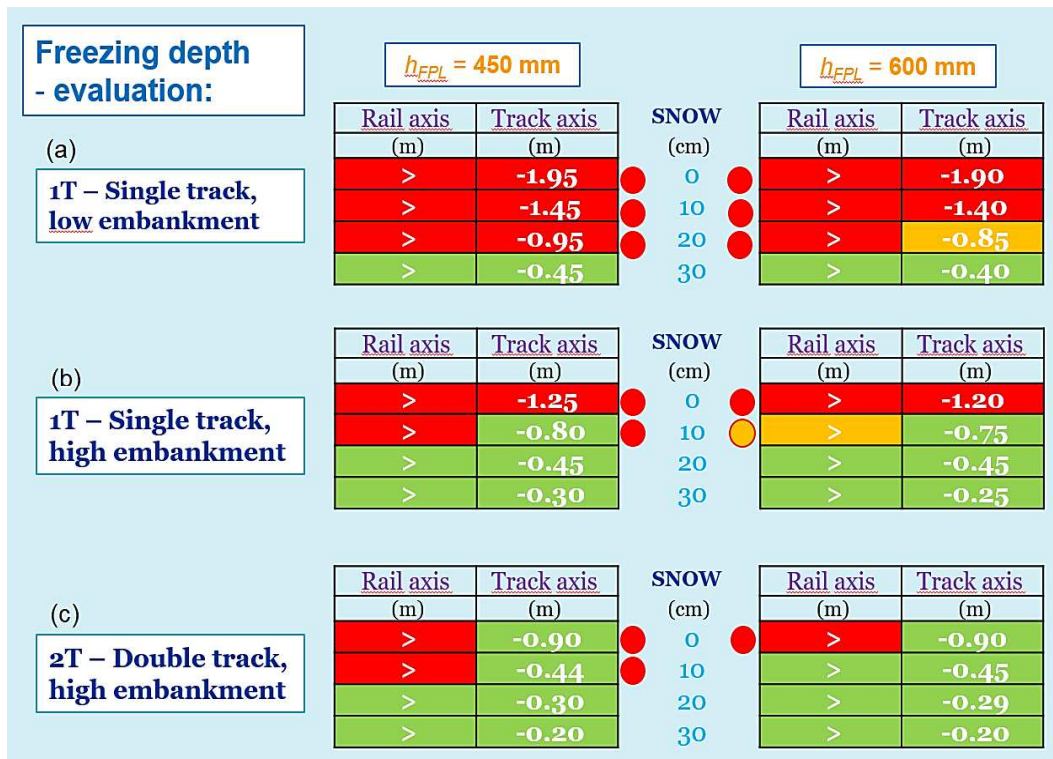 Freezing depth
- evaluation:
hFPL = 450 mm
hFPL = 600 mm
(a)
1T – Single track,
low embankment
Rail axis Track axis SNOW Rail axis Track axis
(m) (m) (cm) (m) (m)
> -1.95 0 > -1.90
> -1.45 10 > -1.40
> -0.95 20 > -0.85
> -0.45 30 > -0.40
(b)
1T – Single track,
high embankment
Rail axis Track axis SNOW Rail axis Track axis
(m) (m) (cm) (m) (m)
> -1.25 0 > -1.20
> -0.80 10 > -0.75
> -0.45 20 > -0.45
> -0.30 30 > -0.25
(c)
2T – Double track,
high embankment
Rail axis Track axis SNOW Rail axis Track axis
(m) (m) (cm) (m) (m)
> -0.90 0 > -0.90
> -0.44 10 > -0.45
> -0.30 20 > -0.29
> -0.20 30 > -0.20